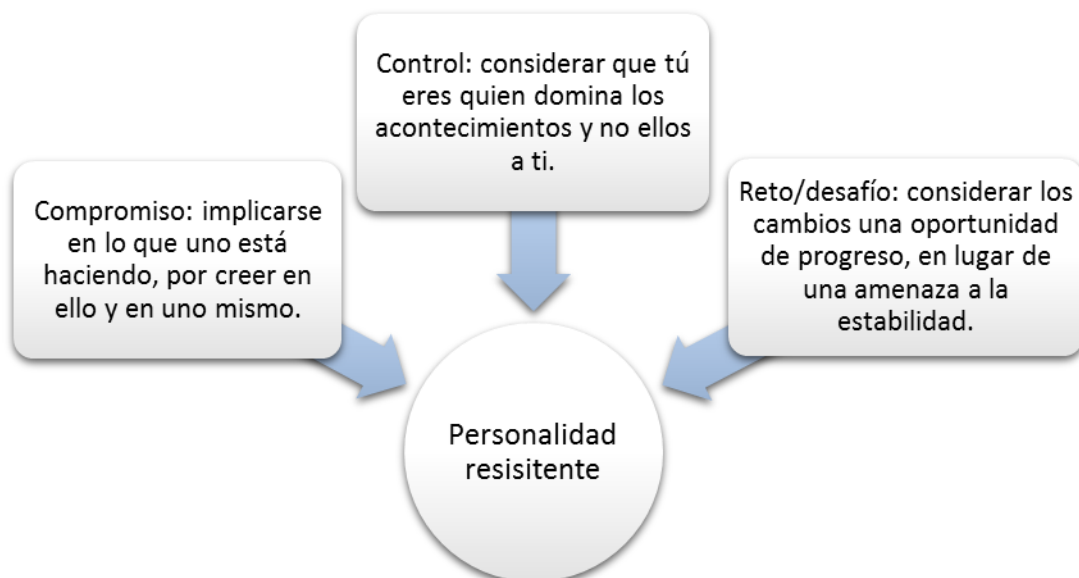 Control: considerar que tú
eres quien domina los
acontecimientos y no ellos
a ti.
Compromiso: implicarse
en lo que uno está
haciendo, por creer en
ello y en uno mismo.
Reto/desafío: considerar los
cambios una oportunidad
de progreso, en lugar de
una amenaza a la
estabilidad.
Personalidad
resisitente